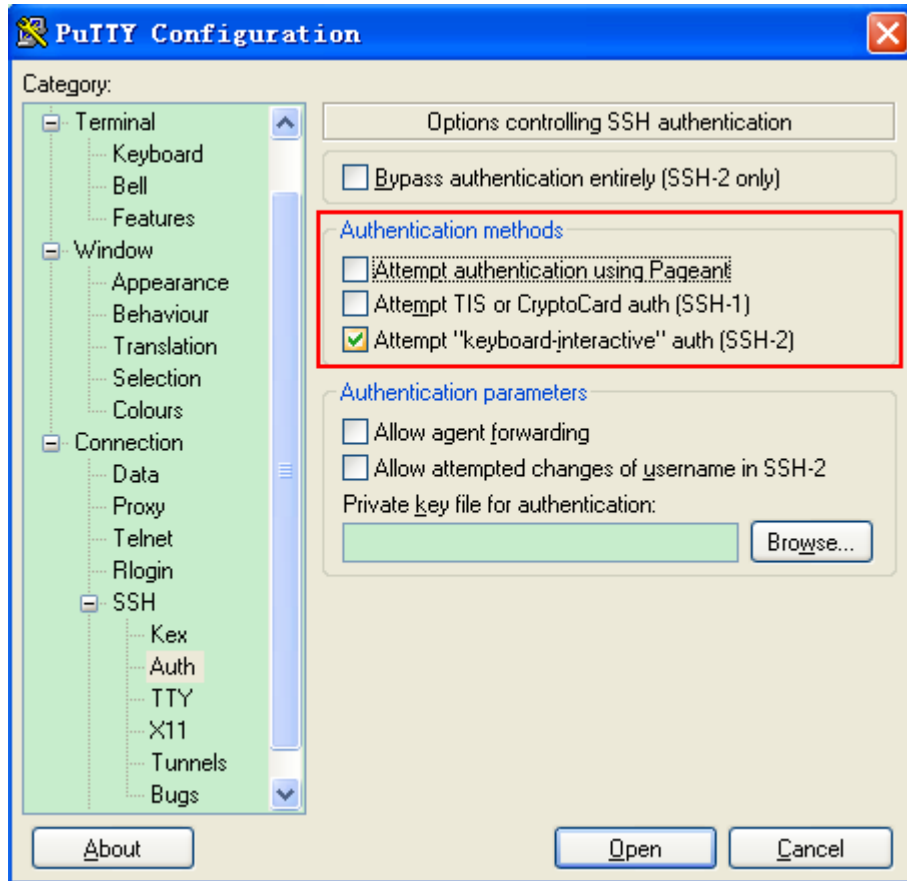 PuTTY Configuration
Category:
Terminal
Keyboard
Bell
Features
Window
Appearance
Behaviour
Translation
Selection
Colours
Connection
Data
Proxy
Telnet
Rlogin
SSH
Kex
Auth
TTY
X11
Tunnels
Bugs
Options controlling SSH authentication
Bypass authentication entirely (SSH-2 only)
Authentication methods
Attempt authentication using Pageant
Attempt TIS or CryptoCard auth (SSH-1)
Attempt "keyboard-interactive" auth (SSH-2)
Authentication parameters
Allow agent forwarding
Allow attempted changes of username in SSH-2
Private key file for authentication:
Browse...
About
Open
Cancel